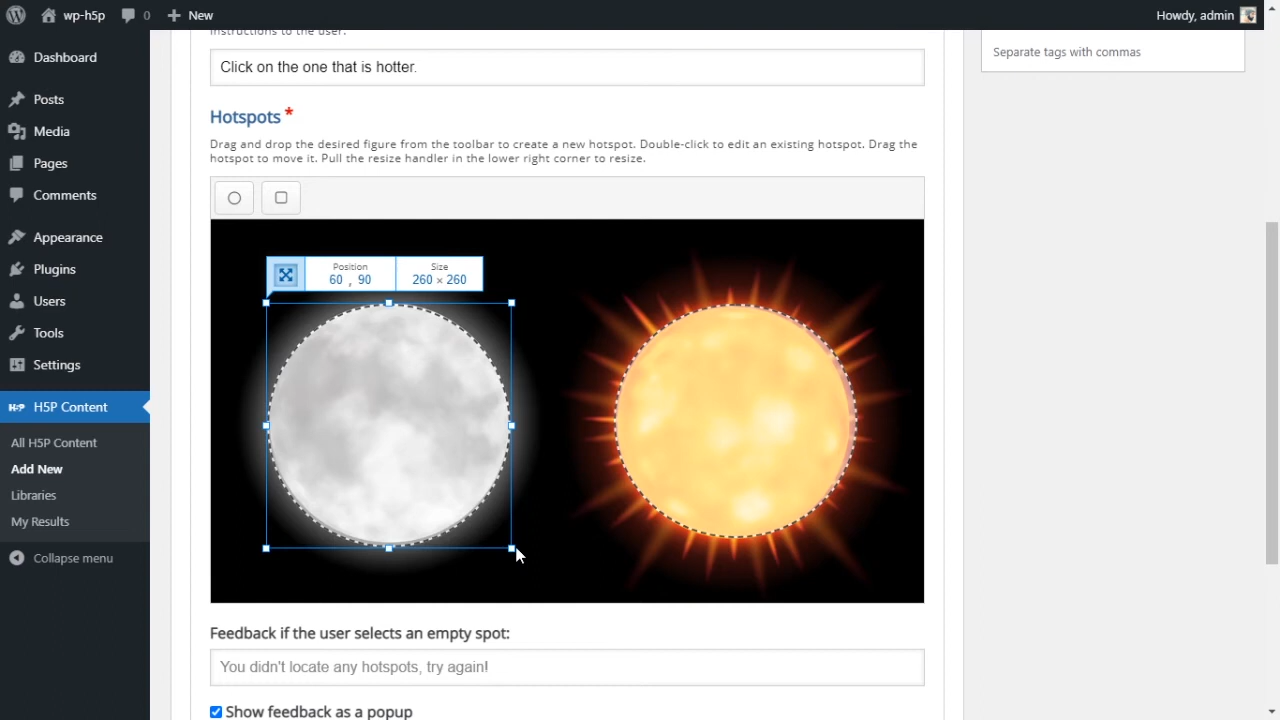 wp-h5p
0
New
Howdy, admin
Dashboard
Posts
Media
Pages
Comments
Appearance
Plugins
Users
Tools
Settings
H5P
H5P Content
All H5P Content
Add New
Libraries
My Results
Collapse menu
instructions to the user.
Click on the one that is hotter.
Hotspots *
Drag and drop the desired figure from the toolbar to create a new hotspot. Double-click to edit an existing hotspot. Drag the
hotspot to move it. Pull the resize handler in the lower right corner to resize.
Position
60 , 90
Size
260 × 260
Feedback if the user selects an empty spot:
You didn't locate any hotspots, try again!
Show feedback as a popup
Separate tags with commas